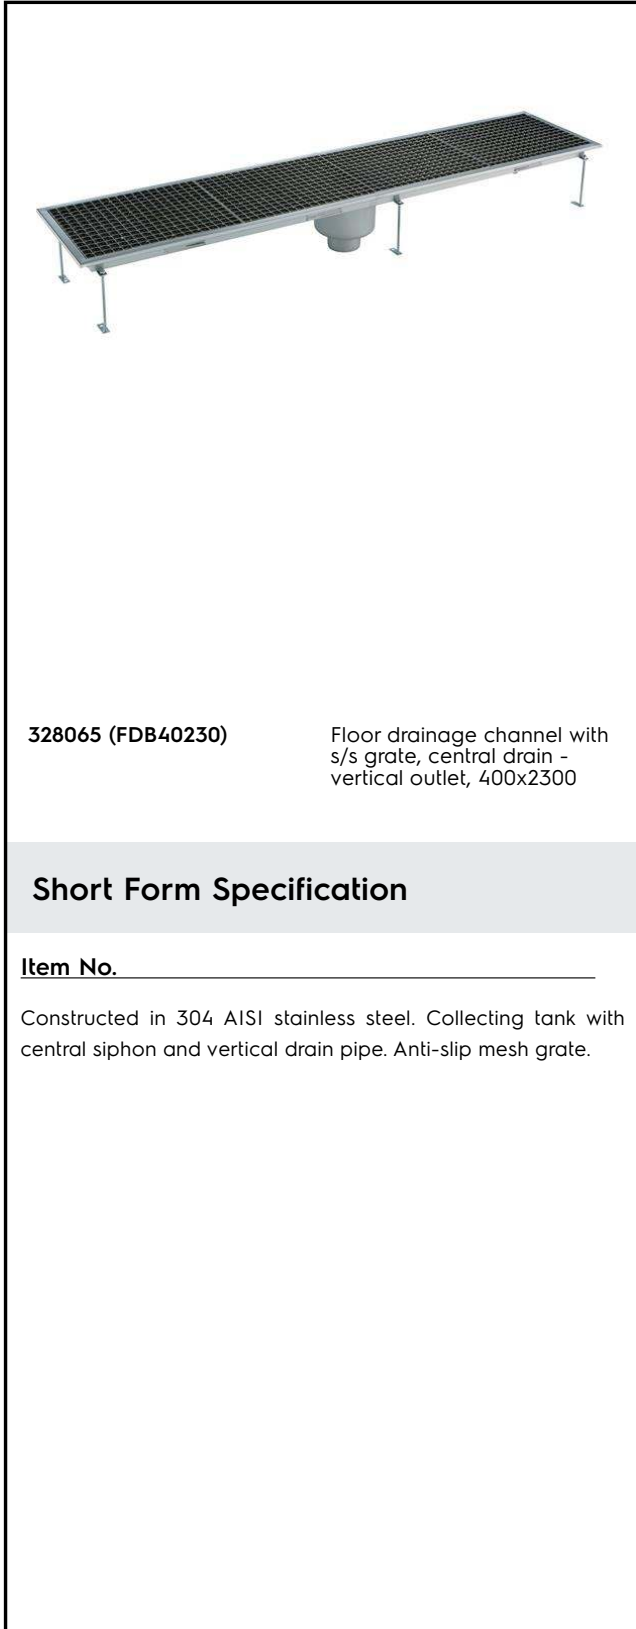 328065 (FDB40230)
Floor drainage channel with
s/s grate, central drain -
vertical outlet, 400x2300
Short Form Specification
Item No.
Constructed in 304 AISI stainless steel. Collecting tank with
central siphon and vertical drain pipe. Anti-slip mesh grate.